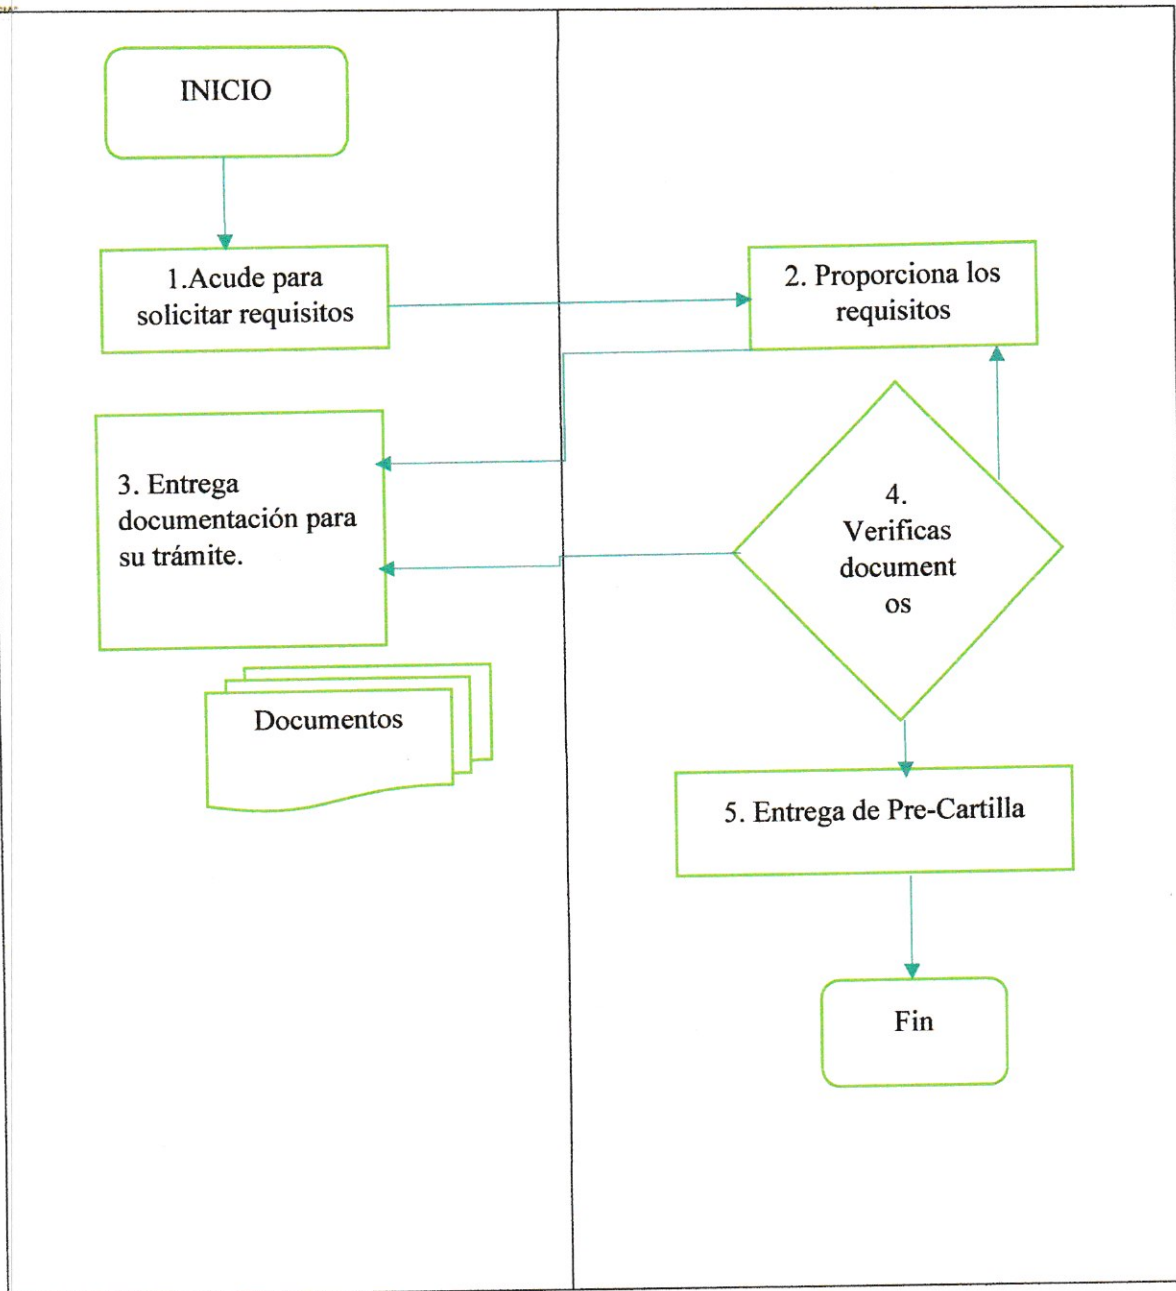 INICIO
1.Acude para
solicitar requisitos
2. Proporciona los
requisitos
3. Entrega
documentación para
su trámite.
4.
Verificas
document
os
Documentos
5. Entrega de Pre-Cartilla
Fin